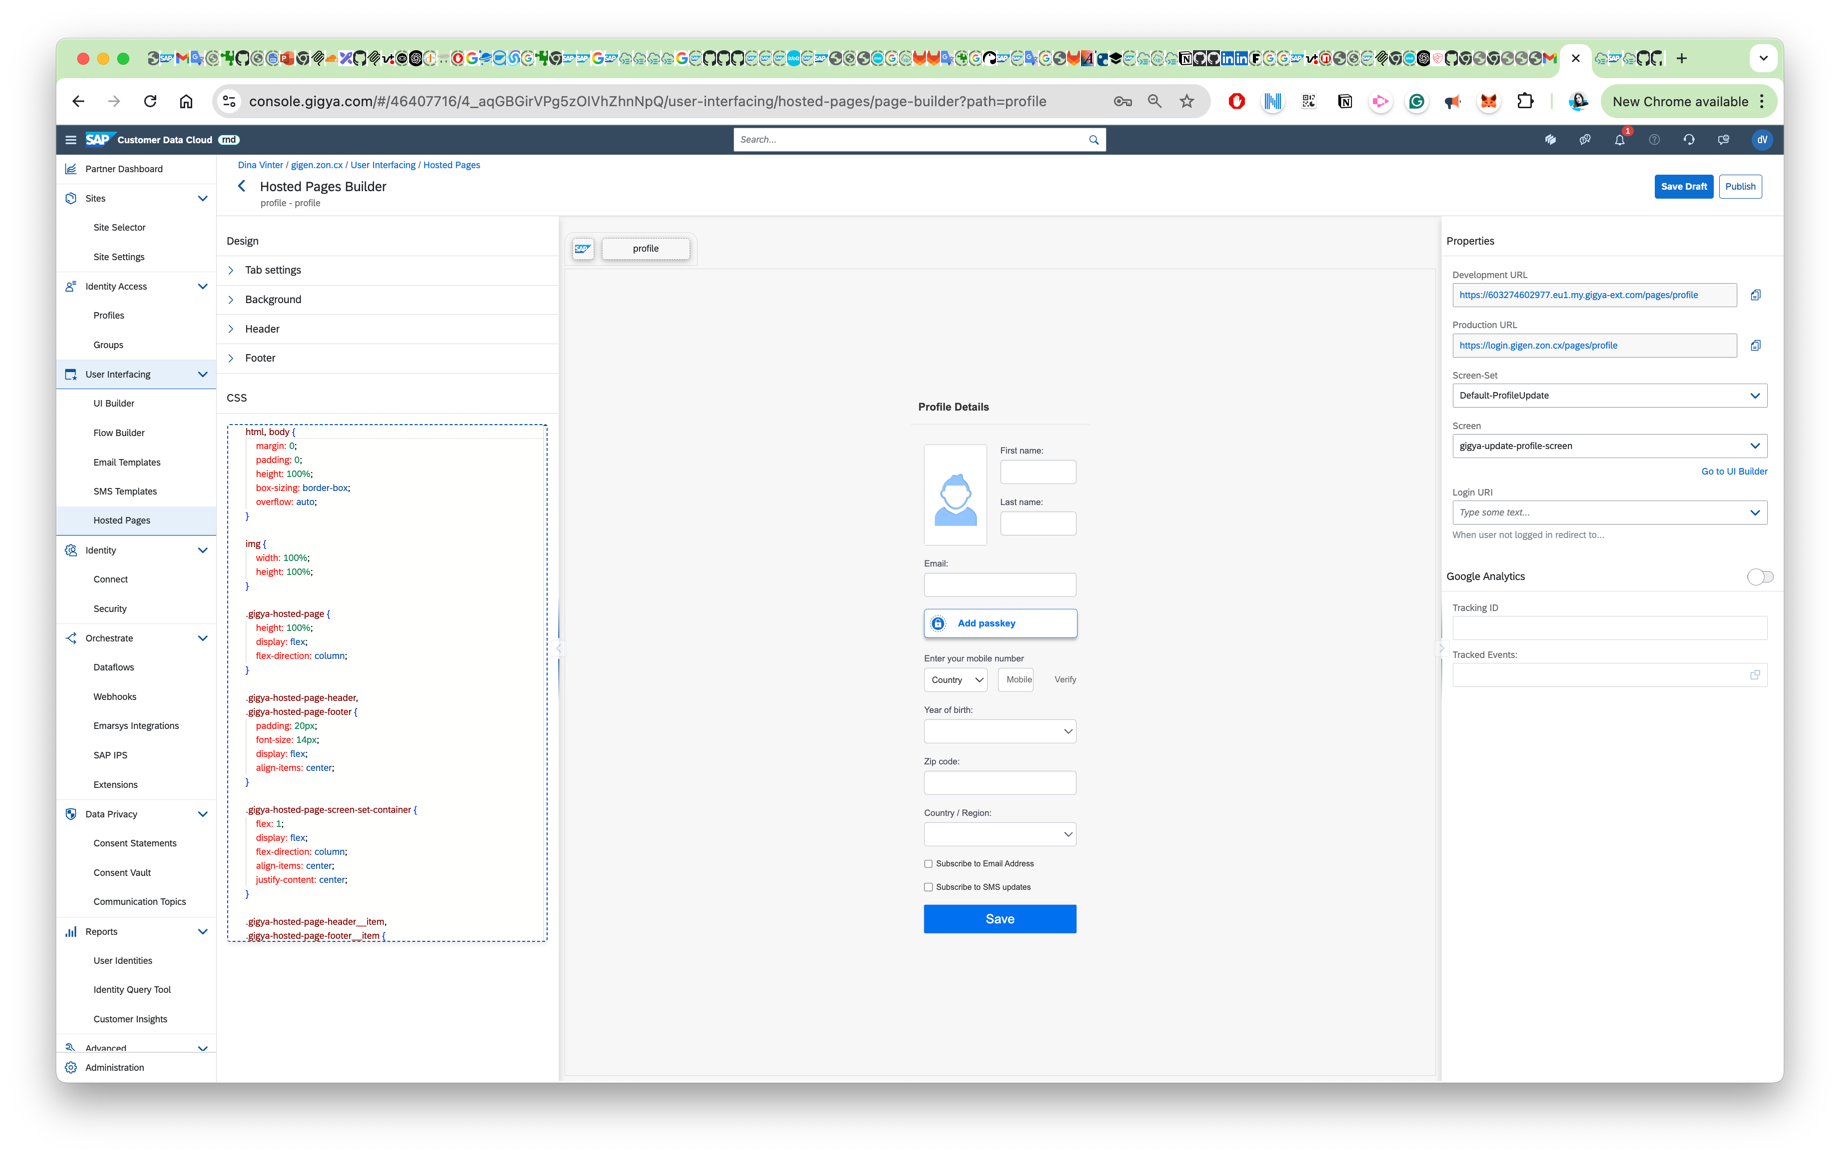 console.gigya.com/#/46407716/4_aqGBGirVPg5zOIVhZhnNpQ/user-interfacing/hosted-pages/page-builder?path=profile
New Chrome available
SAP Customer Data Cloud rnd
Search...
1
dV
Partner Dashboard
Sites
Site Selector
Site Settings
Identity Access
Profiles
Groups
User Interfacing
UI Builder
Flow Builder
Email Templates
SMS Templates
Hosted Pages
Identity
Connect
Security
Orchestrate
Dataflows
Webhooks
Emarsys Integrations
SAP IPS
Extensions
Data Privacy
Consent Statements
Consent Vault
Communication Topics
Reports
User Identities
Identity Query Tool
Customer Insights
Advanced
Administration
Dina Vinter / gigen.zon.cx / User Interfacing / Hosted Pages
Hosted Pages Builder
profile - profile
Save Draft
Publish
Design
Tab settings
Background
Header
Footer
CSS
html, body {
margin: 0;
padding: 0;
height: 100%;
box-sizing: border-box;
overflow: auto;
}
img {
width: 100%;
height: 100%;
}
.gigya-hosted-page {
height: 100%;
display: flex;
flex-direction: column;
}
.gigya-hosted-page-header,
.gigya-hosted-page-footer {
padding: 20px;
font-size: 14px;
display: flex;
align-items: center;
}
.gigya-hosted-page-screen-set-container {
flex: 1;
display: flex;
flex-direction: column;
align-items: center;
justify-content: center;
}
.gigya-hosted-page-header__item,
.gigya-hosted-page-footer__item {
SAP
profile
Profile Details
First name:
Last name:
Email:
Add passkey
Enter your mobile number
Country
Mobile
Verify
Year of birth:
Zip code:
Country / Region:
Subscribe to Email Address
Subscribe to SMS updates
Save
Properties
Development URL
https://603274602977.eu1.my.gigya-ext.com/pages/profile
Production URL
https://login.gigen.zon.cx/pages/profile
Screen-Set
Default-ProfileUpdate
Screen
gigya-update-profile-screen
Go to UI Builder
Login URI
Type some text...
When user not logged in redirect to...
Google Analytics
Tracking ID
Tracked Events: